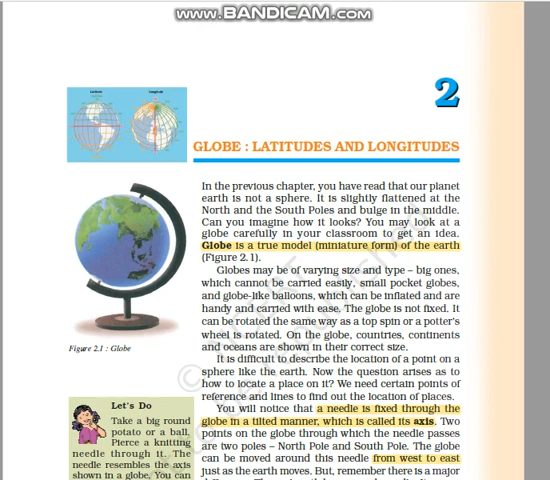 www.BANDICAM.com
2
Latitude
Longitude
GLOBE : LATITUDES AND LONGITUDES
In the previous chapter, you have read that our planet
earth is not a sphere. It is slightly flattened at the
North and the South Poles and bulge in the middle.
Can you imagine how it looks? You may look at a
globe carefully in your classroom to get an idea.
Globe is a true model (miniature form) of the earth
(Figure 2.1).
Globes may be of varying size and type – big ones,
which cannot be carried easily, small pocket globes,
and globe-like balloons, which can be inflated and are
handy and carried with ease. The globe is not fixed. It
can be rotated the same way as a top spin or a potter's
wheel is rotated. On the globe, countries, continents
and oceans are shown in their correct size.
It is difficult to describe the location of a point on a
sphere like the earth. Now the question arises as to
how to locate a place on it? We need certain points of
reference and lines to find out the location of places.
You will notice that a needle is fixed through the
globe in a tilted manner, which is called its axis. Two
points on the globe through which the needle passes
are two poles – North Pole and South Pole. The globe
can be moved around this needle from west to east
just as the earth moves. But, remember there is a major
Figure 2.1 : Globe
Let's Do
Take a big round
potato or a ball.
Pierce a knitting
needle through it. The
needle resembles the axis
shown in a globe. You can